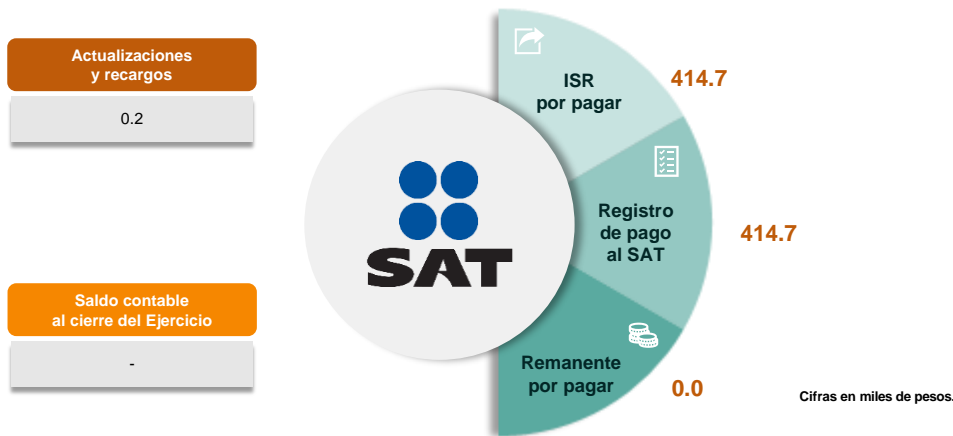 Actualizaciones
y recargos
0.2
Saldo contable
al cierre del Ejercicio
-
SAT
ISR
por pagar
414.7
Registro
de pago
al SAT
414.7
Remanente
por pagar
0.0
Cifras en miles de pesos.